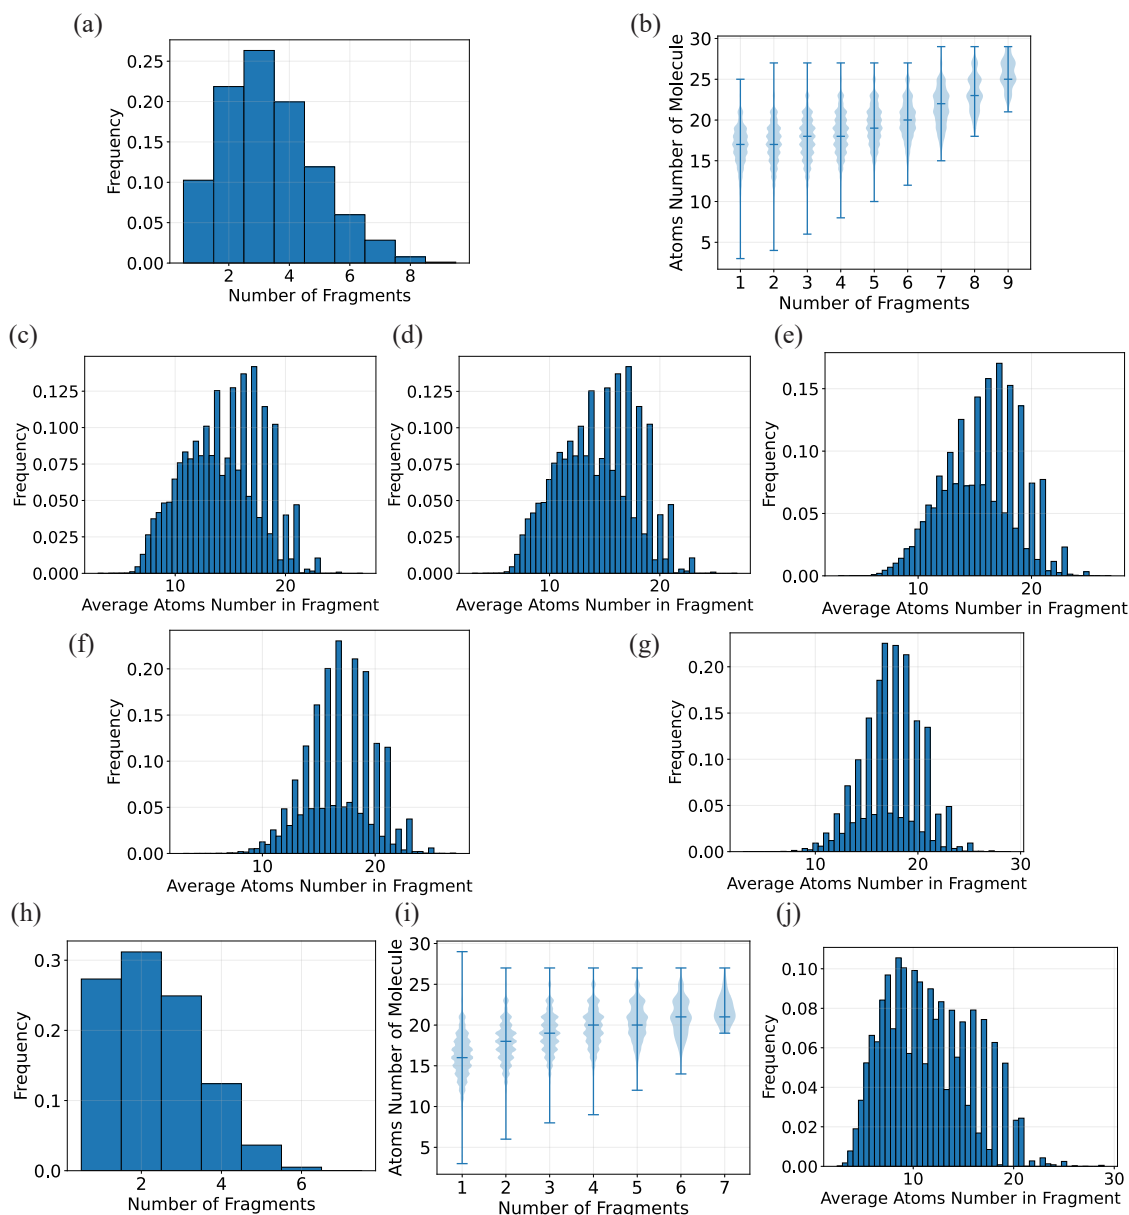 (a)
0.25
0.20
0.15
0.10
0.05
0.00
Frequency
2 4 6 8
Number of Fragments
(b)
30
25
20
15
10
5
Atoms Number of Molecule
1 2 3 4 5 6 7 8 9
Number of Fragments
(c)
0.125
0.100
0.075
0.050
0.025
0.000
Frequency
10 20
Average Atoms Number in Fragment
(d)
0.125
0.100
0.075
0.050
0.025
0.000
Frequency
10 20
Average Atoms Number in Fragment
(e)
0.15
0.10
0.05
0.00
Frequency
10 20
Average Atoms Number in Fragment
(f)
0.20
0.15
0.10
0.05
0.00
Frequency
10 20
Average Atoms Number in Fragment
(g)
0.20
0.15
0.10
0.05
0.00
Frequency
10 20 30
Average Atoms Number in Fragment
(h)
0.3
0.2
0.1
0.0
Frequency
2 4 6
Number of Fragments
(i)
30
25
20
15
10
5
Atoms Number of Molecule
1 2 3 4 5 6 7
Number of Fragments
(j)
0.10
0.08
0.06
0.04
0.02
0.00
Frequency
10 20 30
Average Atoms Number in Fragment